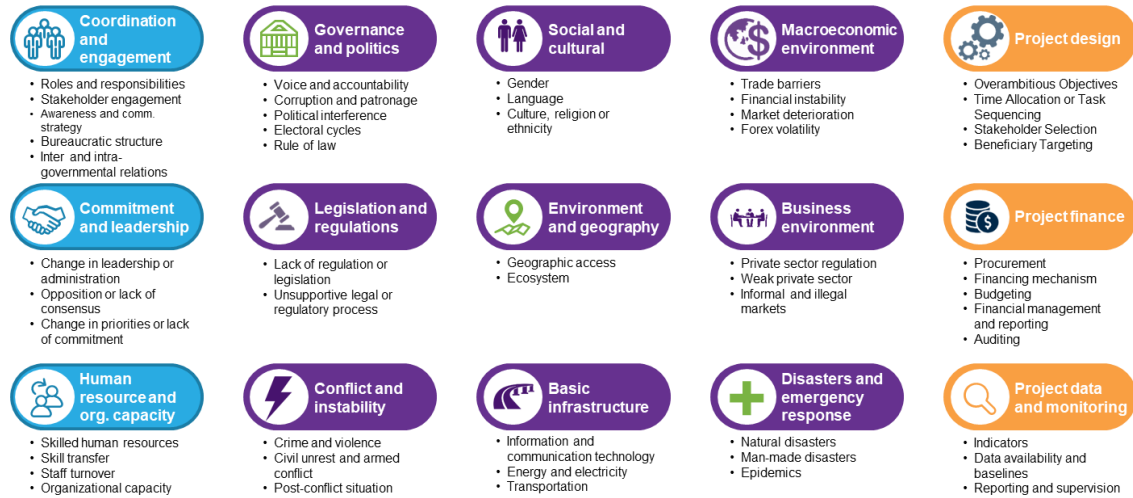 Coordination
and
engagement
• Roles and responsibilities
• Stakeholder engagement
• Awareness and comm.
strategy
• Bureaucratic structure
• Inter and intra-
governmental relations
Governance
and politics
• Voice and accountability
• Corruption and patronage
• Political interference
• Electoral cycles
• Rule of law
Social and
cultural
• Gender
• Language
• Culture, religion or
ethnicity
Macroeconomic
environment
• Trade barriers
• Financial instability
• Market deterioration
• Forex volatility
Project design
• Overambitious Objectives
• Time Allocation or Task
Sequencing
• Stakeholder Selection
• Beneficiary Targeting
Commitment
and leadership
• Change in leadership or
administration
• Opposition or lack of
consensus
• Change in priorities or lack
of commitment
Legislation and
regulations
• Lack of regulation or
legislation
• Unsupportive legal or
regulatory process
Environment
and geography
• Geographic access
• Ecosystem
Business
environment
• Private sector regulation
• Weak private sector
• Informal and illegal
markets
Project finance
• Procurement
• Financing mechanism
• Budgeting
• Financial management
and reporting
• Auditing
Human
resource and
org. capacity
• Skilled human resources
• Skill transfer
• Staff turnover
• Organizational capacity
Conflict and
instability
• Crime and violence
• Civil unrest and armed
conflict
• Post-conflict situation
Basic
infrastructure
• Information and
communication technology
• Energy and electricity
• Transportation
Disasters and
emergency
response
• Natural disasters
• Man-made disasters
• Epidemics
Project data
and monitoring
• Indicators
• Data availability and
baselines
• Reporting and supervision